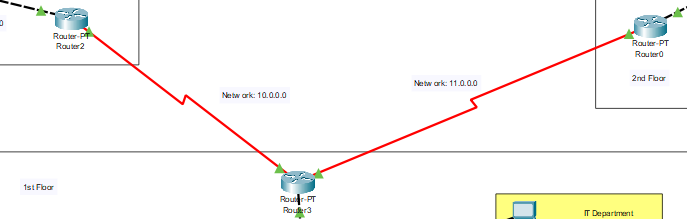 0
Router-PT
Router2
Router-PT
Router0
2nd Floor
Network: 10.0.0.0
Network: 11.0.0.0
Router-PT
Router3
1st Floor
IT Department